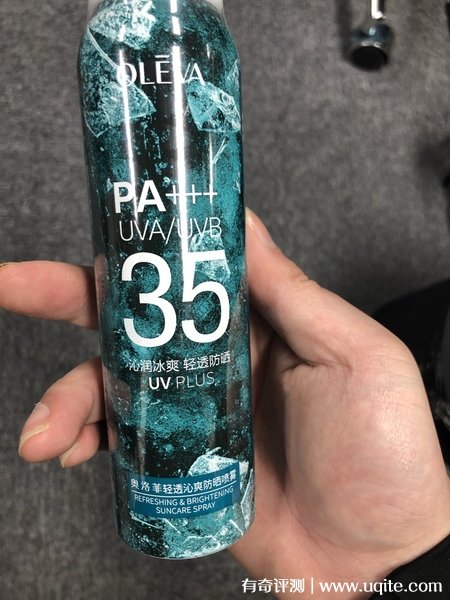 OLĒVA
PA+++
UVA/UVB
35
沁润冰爽 轻透防晒
UV PLUS
奥洛菲轻透沁爽防晒喷雾
REFRESHING & BRIGHTENING
SUNCARE SPRAY
有奇评测 | www.uqite.com